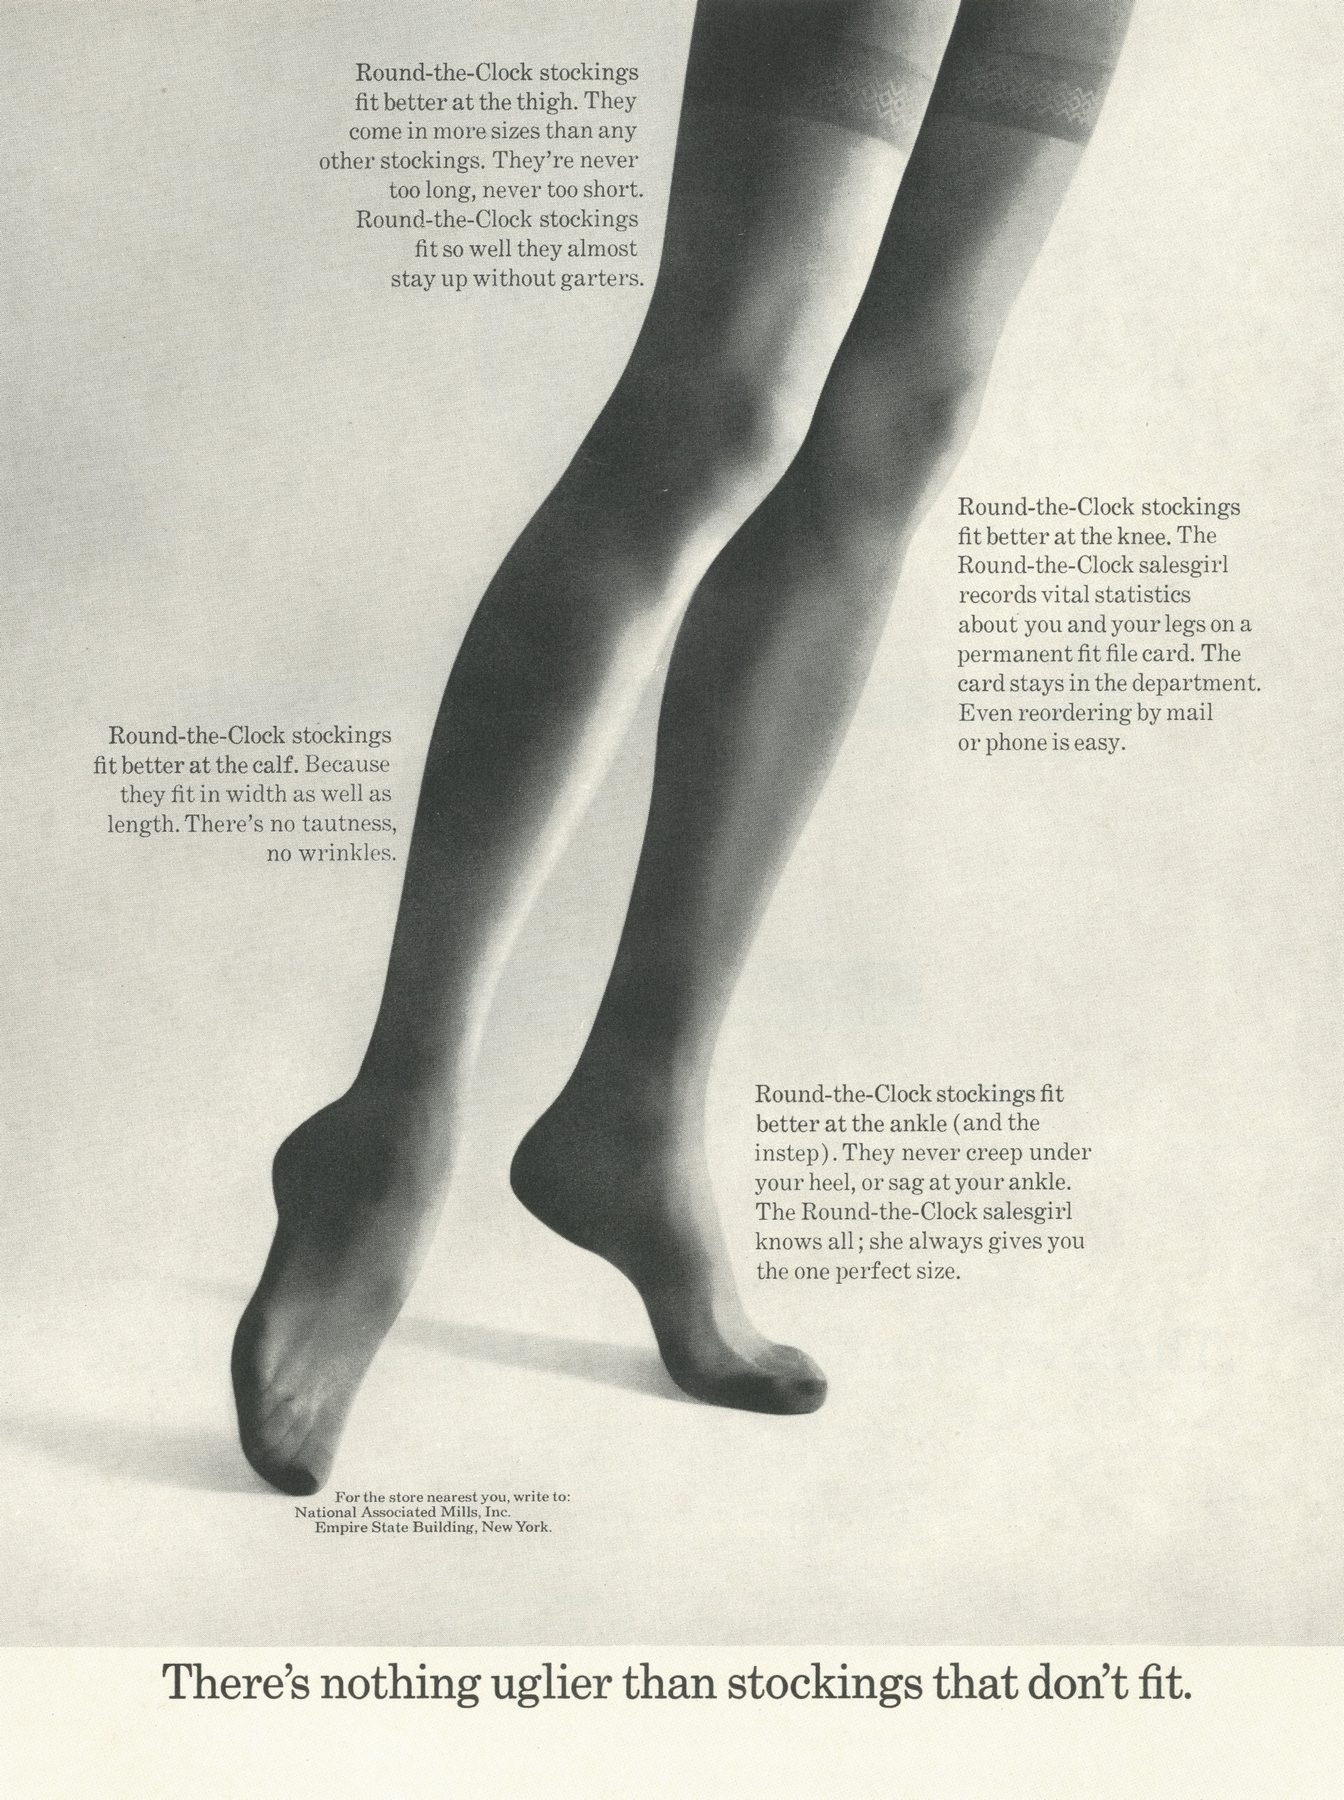 Round-the-Clock stockings
fit better at the thigh. They
come in more sizes than any
other stockings. They're never
too long, never too short.
Round-the-Clock stockings
fit so well they almost
stay up without garters.
Round-the-Clock stockings
fit better at the knee. The
Round-the-Clock salesgirl
records vital statistics
about you and your legs on a
permanent fit file card. The
card stays in the department.
Even reordering by mail
or phone is easy.
Round-the-Clock stockings
fit better at the calf. Because
they fit in width as well as
length. There's no tautness,
no wrinkles.
Round-the-Clock stockings fit
better at the ankle (and the
instep). They never creep under
your heel, or sag at your ankle.
The Round-the-Clock salesgirl
knows all; she always gives you
the one perfect size.
For the store nearest you, write to:
National Associated Mills, Inc.
Empire State Building, New York.
There's nothing uglier than stockings that don't fit.